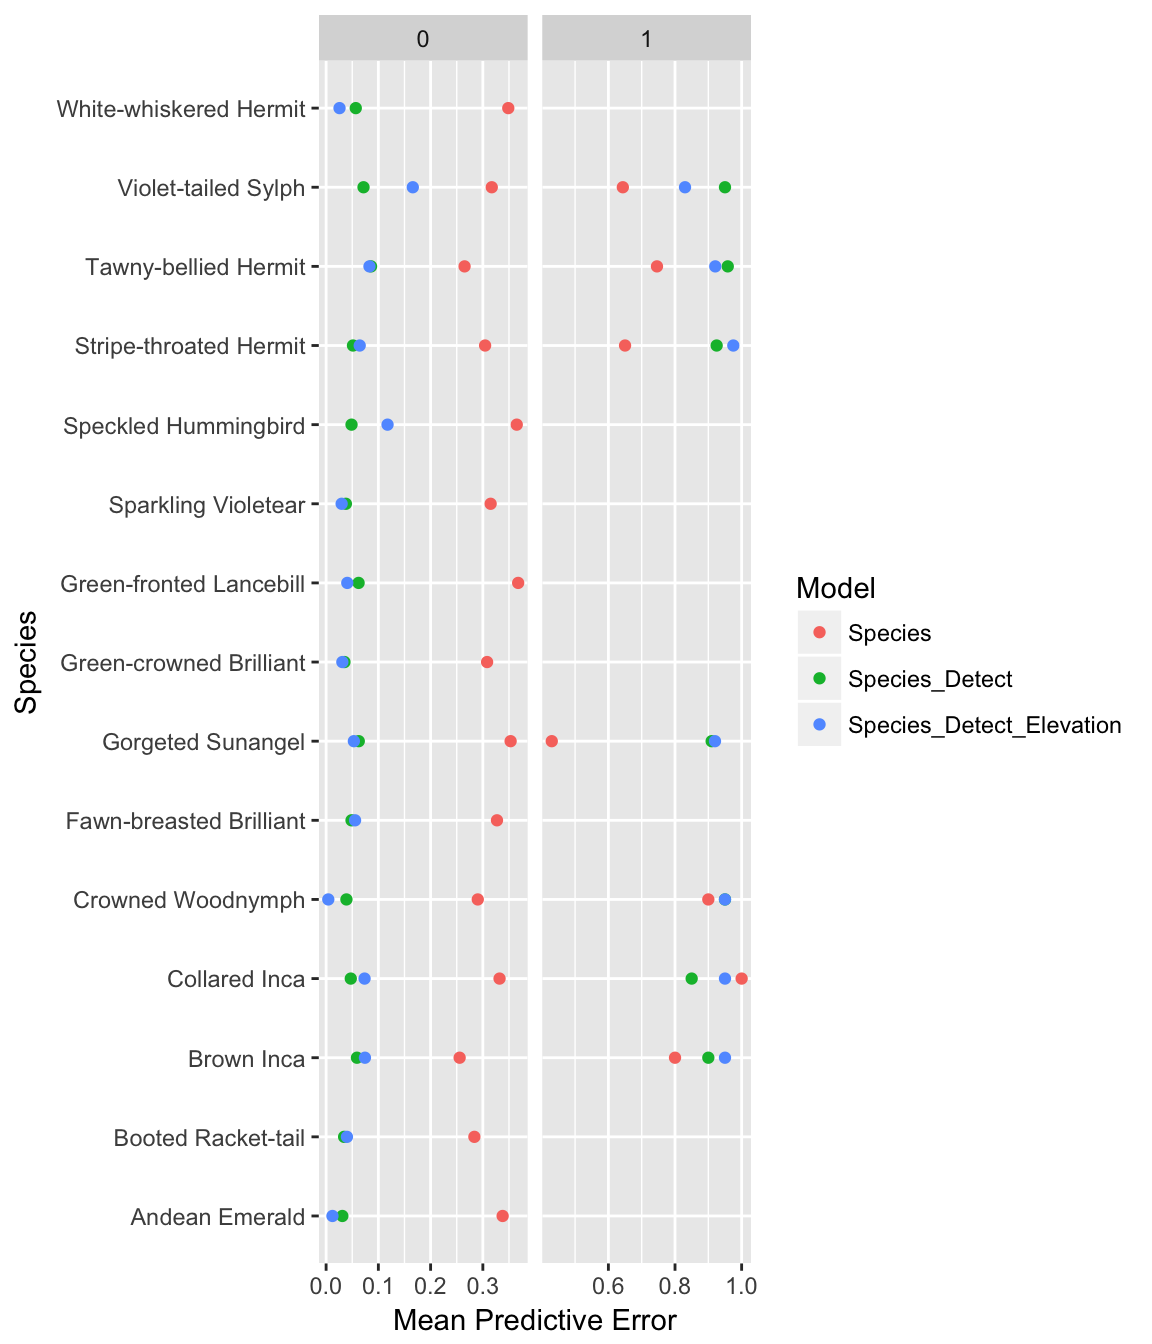 0 1
White-whiskered Hermit
Violet-tailed Sylph
Tawny-bellied Hermit
Stripe-throated Hermit
Speckled Hummingbird
Sparkling Violetear
Green-fronted Lancebill
Green-crowned Brilliant
Gorgeted Sunangel
Fawn-breasted Brilliant
Crowned Woodnymph
Collared Inca
Brown Inca
Booted Racket-tail
Andean Emerald
Species
0.0 0.1 0.2 0.3 0.6 0.8 1.0
Mean Predictive Error
Model
Species
Species_Detect
Species_Detect_Elevation